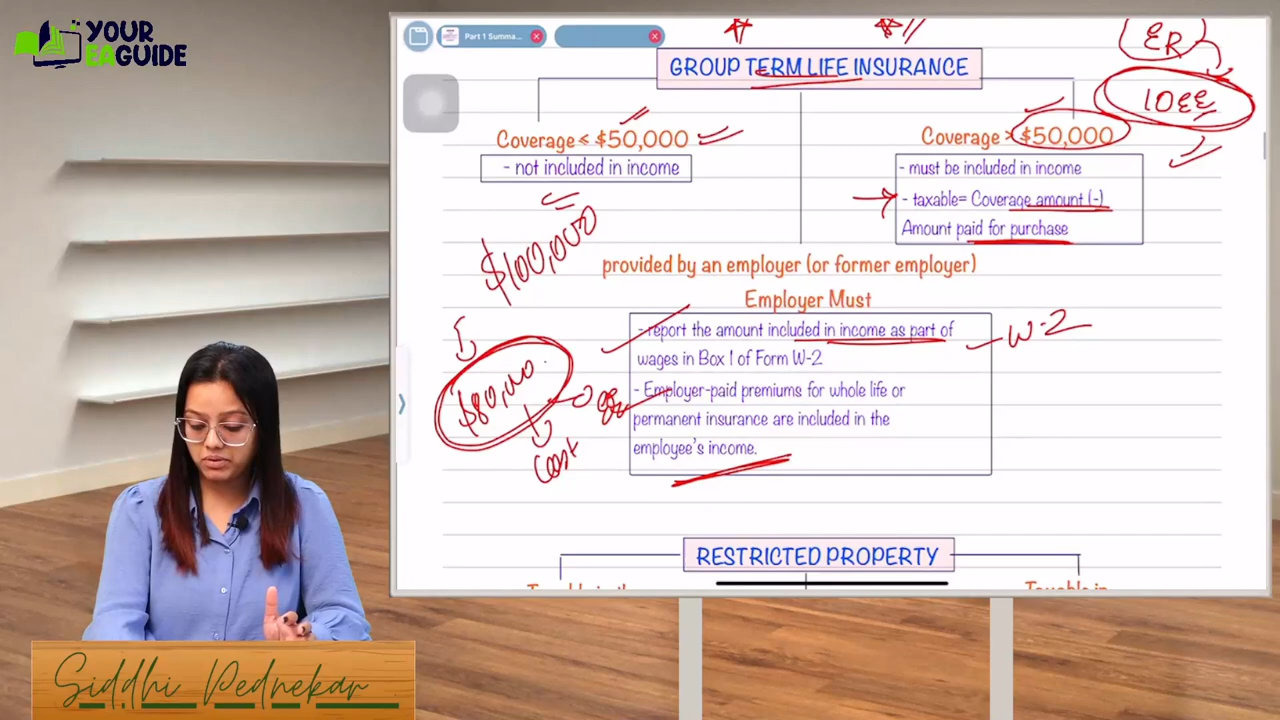 YOUR
EAGUIDE
Part 1 Summa...
ER
GROUP TERM LIFE INSURANCE
10EE
Coverage ≤ $50,000
Coverage > $50,000
- not included in income
- must be included in income
- taxable= Coverage amount (-)
Amount paid for purchase
$100,000
provided by an employer (or former employer)
Employer Must
- report the amount included in income as part of
wages in Box 1 of Form W-2
W-2
- Employer-paid premiums for whole life or
permanent insurance are included in the
employee's income.
$80,000
Cost
RESTRICTED PROPERTY
Taxable in
Siddhi Pednekar